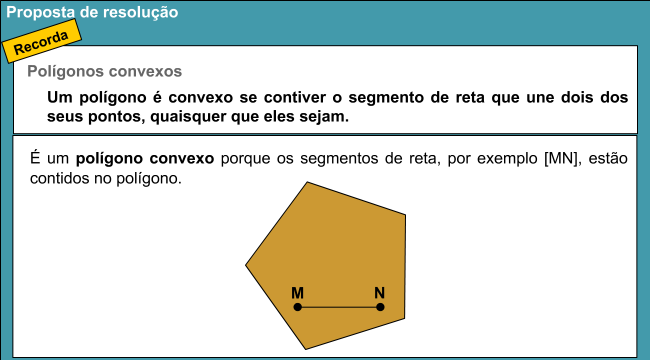 Proposta de resolução
Recorda
Polígonos convexos
Um polígono é convexo se contiver o segmento de reta que une dois dos
seus pontos, quaisquer que eles sejam.
É um polígono convexo porque os segmentos de reta, por exemplo [MN], estão
contidos no polígono.
M N